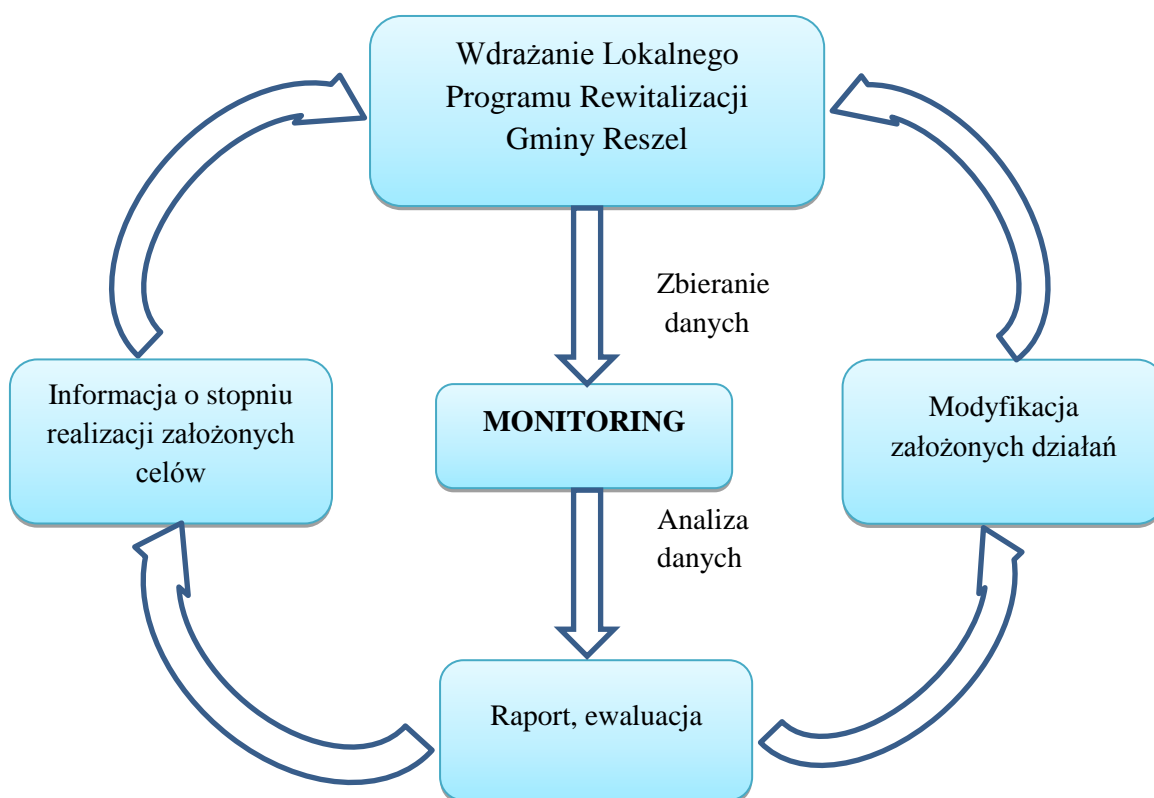 Wdrażanie Lokalnego
Programu Rewitalizacji
Gminy Reszel
Zbieranie
danych
Informacja o stopniu
realizacji założonych
celów
MONITORING
Modyfikacja
założonych działań
Analiza
danych
Raport, ewaluacja